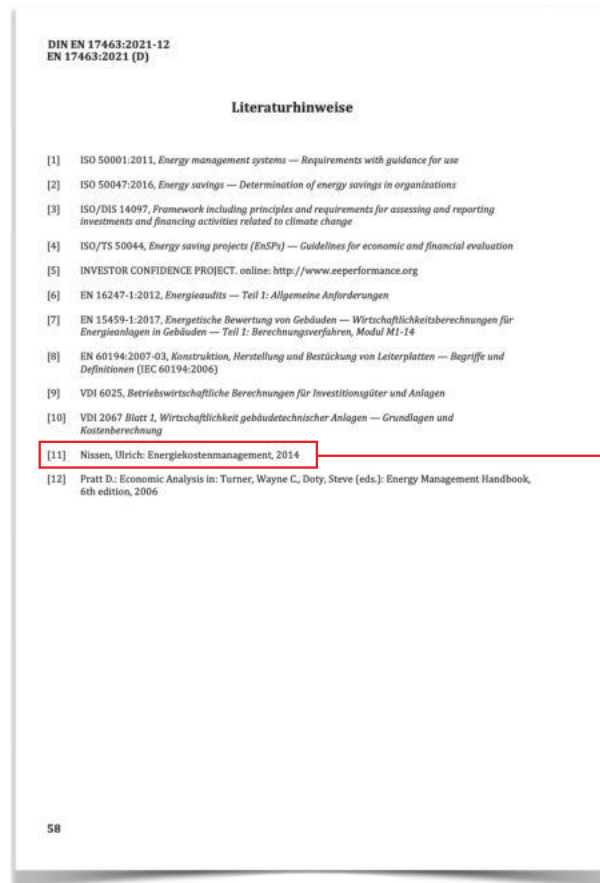 DIN EN 17463:2021-12
EN 17463:2021 (D)
Literaturhinweise
[1] ISO 50001:2011, Energy management systems — Requirements with guidance for use
[2] ISO 50047:2016, Energy savings — Determination of energy savings in organizations
[3] ISO/DIS 14097, Framework including principles and requirements for assessing and reporting
investments and financing activities related to climate change
[4] ISO/TS 50044, Energy saving projects (EnSPs) — Guidelines for economic and financial evaluation
[5] INVESTOR CONFIDENCE PROJECT. online: http://www.eeperformance.org
[6] EN 16247-1:2012, Energieaudits — Teil 1: Allgemeine Anforderungen
[7] EN 15459-1:2017, Energetische Bewertung von Gebäuden — Wirtschaftlichkeitsberechnungen für
Energieanlagen in Gebäuden — Teil 1: Berechnungsverfahren, Modul M1-14
[8] EN 60194:2007-03, Konstruktion, Herstellung und Bestückung von Leiterplatten — Begriffe und
Definitionen (IEC 60194:2006)
[9] VDI 6025, Betriebswirtschaftliche Berechnungen für Investitionsgüter und Anlagen
[10] VDI 2067 Blatt 1, Wirtschaftlichkeit gebäudetechnischer Anlagen — Grundlagen und
Kostenberechnung
[11] Nissen, Ulrich: Energiekostenmanagement, 2014
[12] Pratt D.: Economic Analysis in: Turner, Wayne C., Doty, Steve (eds.): Energy Management Handbook,
6th edition, 2006
58